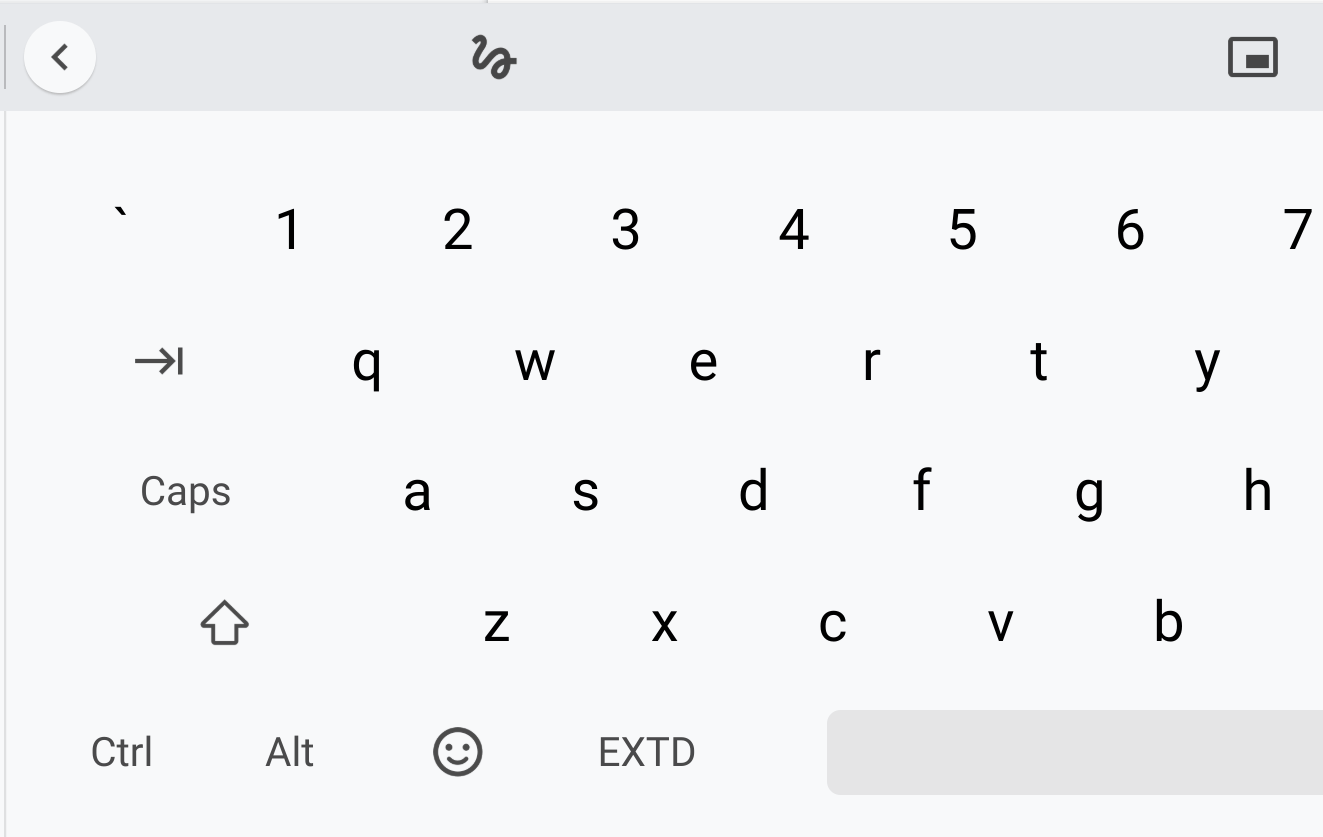 ` 1 2 3 4 5 6 7
q w e r t y
Caps a s d f g h
z x c v b
Ctrl Alt EXTD